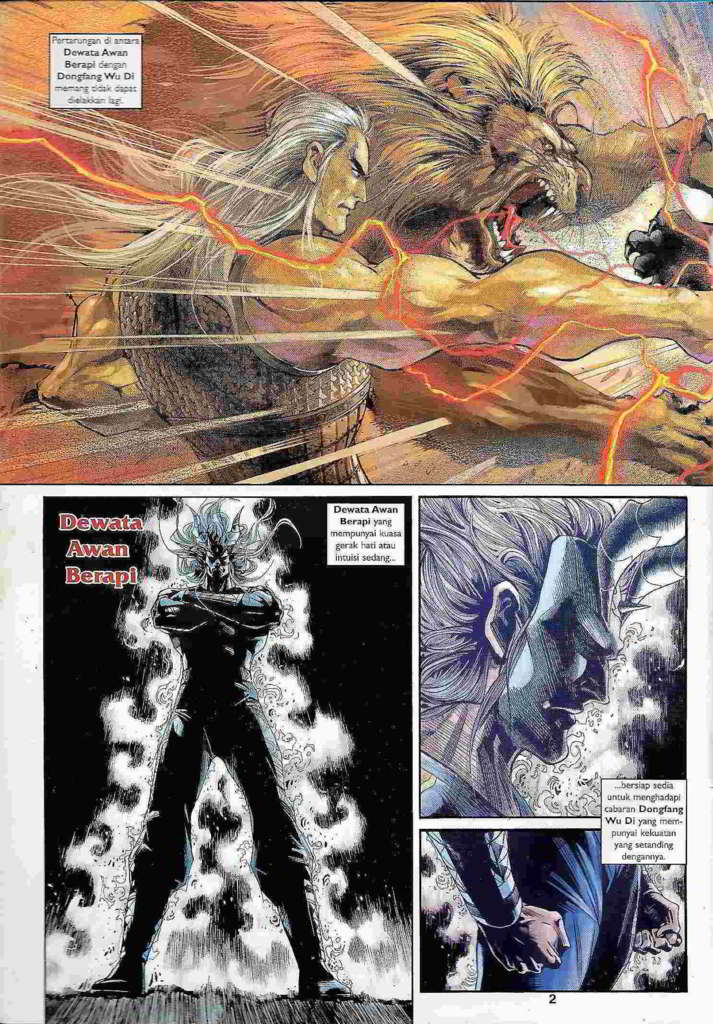 Pertarungan di antara
Dewata Awan
Berapi dengan
Dongfang Wu Di
memang tidak dapat
dielakkan lagi.
Dewata
Awan
Berapi
Dewata Awan
Berapi yang
mempunyai kuasa
gerak hati atau
intuisi sedang...
...bersiap sedia
untuk menghadapi
cabaran Dongfang
Wu Di yang mem-
punyai kekuatan
yang setanding
dengannya.
2